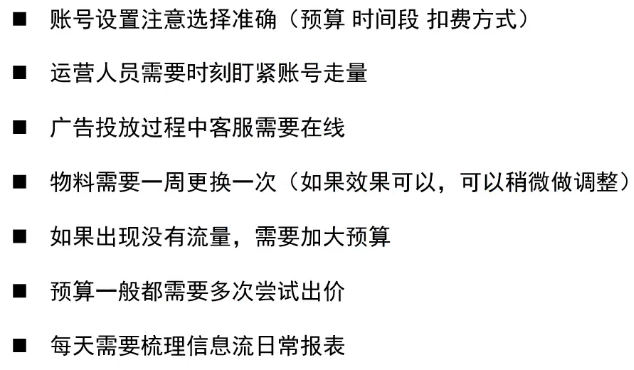 ■ 账号设置注意选择准确（预算 时间段 扣费方式）
■ 运营人员需要时刻盯紧账号走量
■ 广告投放过程中客服需要在线
■ 物料需要一周更换一次（如果效果可以，可以稍微做调整）
■ 如果出现没有流量，需要加大预算
■ 预算一般都需要多次尝试出价
■ 每天需要梳理信息流日常报表